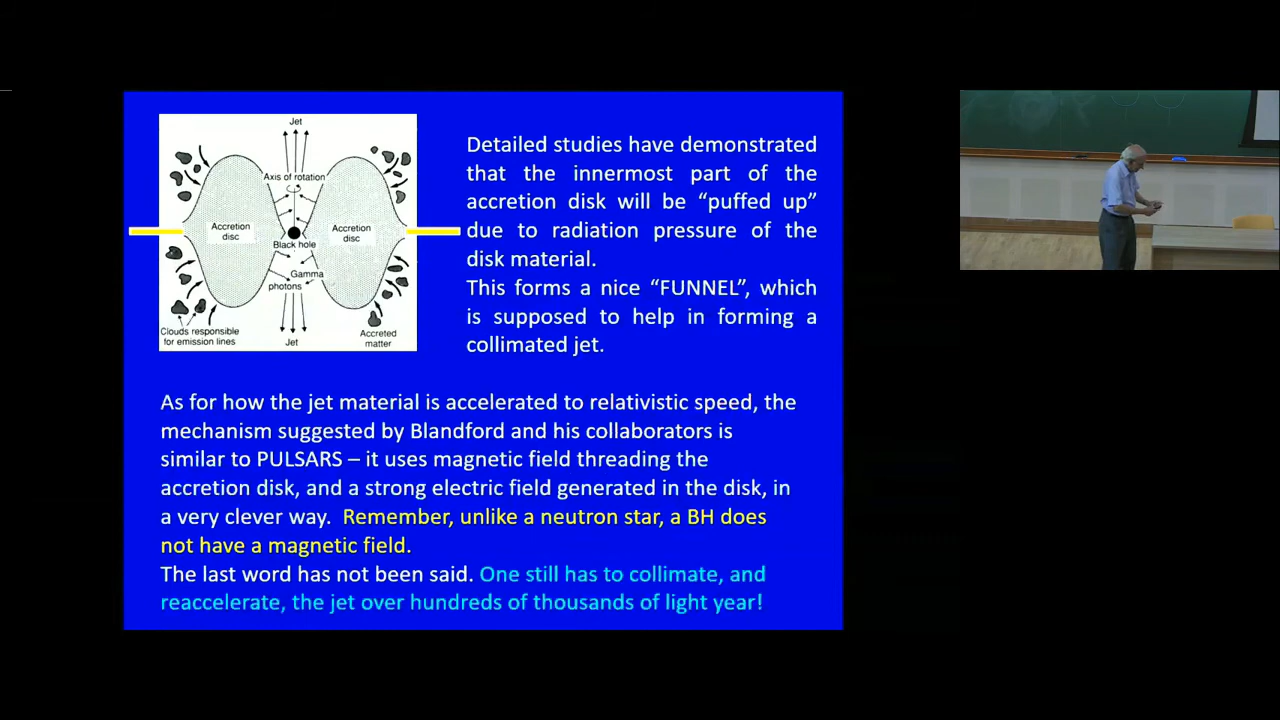 Jet
Axis of rotation
Accretion
disc
Accretion
disc
Black hole
Gamma
photons
Jet
Clouds responsible
for emission lines
Accreted
matter
Detailed studies have demonstrated
that the innermost part of the
accretion disk will be “puffed up”
due to radiation pressure of the
disk material.
This forms a nice “FUNNEL”, which
is supposed to help in forming a
collimated jet.
As for how the jet material is accelerated to relativistic speed, the
mechanism suggested by Blandford and his collaborators is
similar to PULSARS – it uses magnetic field threading the
accretion disk, and a strong electric field generated in the disk, in
a very clever way. Remember, unlike a neutron star, a BH does
not have a magnetic field.
The last word has not been said. One still has to collimate, and
reaccelerate, the jet over hundreds of thousands of light year!